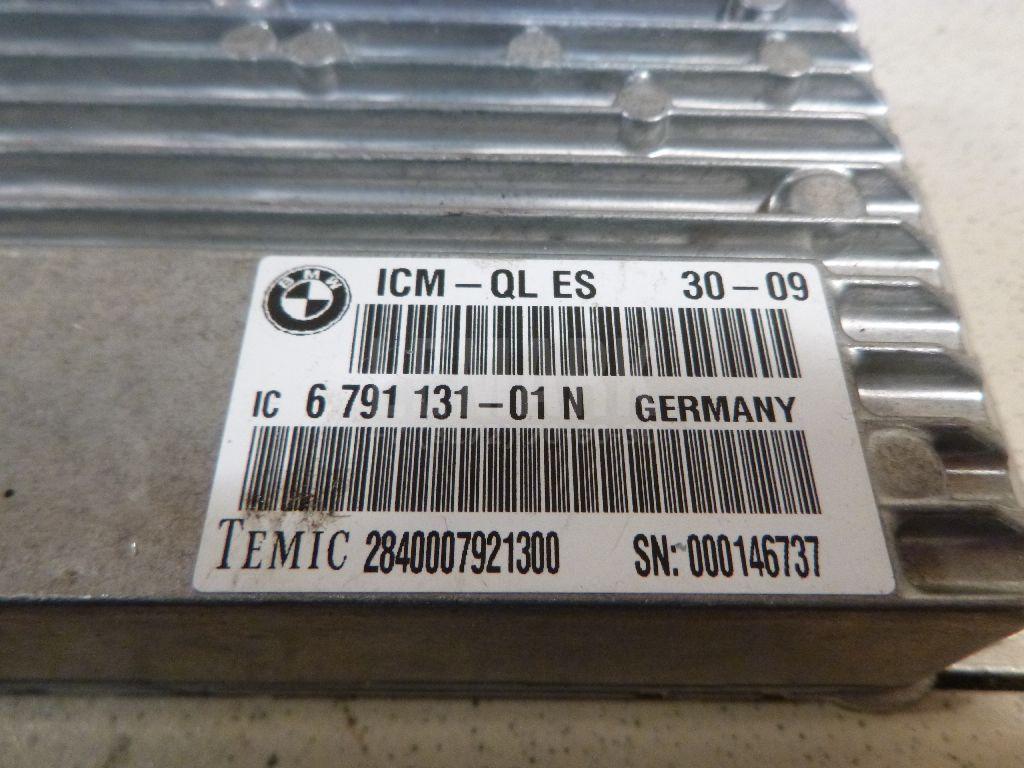 BMW
ICM – QL ES 30 – 09
IC 6 791 131 – 01 N GERMANY
TEMIC 2840007921300 SN: 000146737